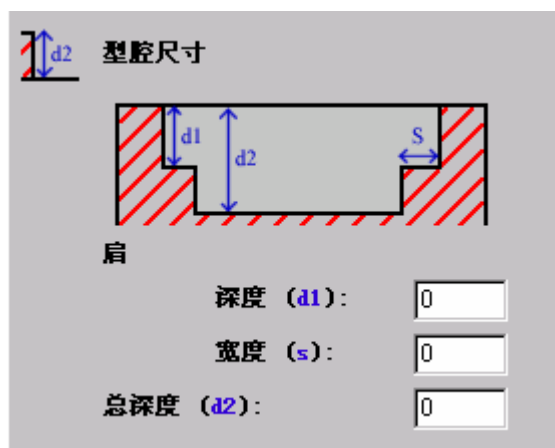 d2 型腔尺寸
d1 d2 S
肩
深度 (d1): 0
宽度 (s): 0
总深度 (d2): 0